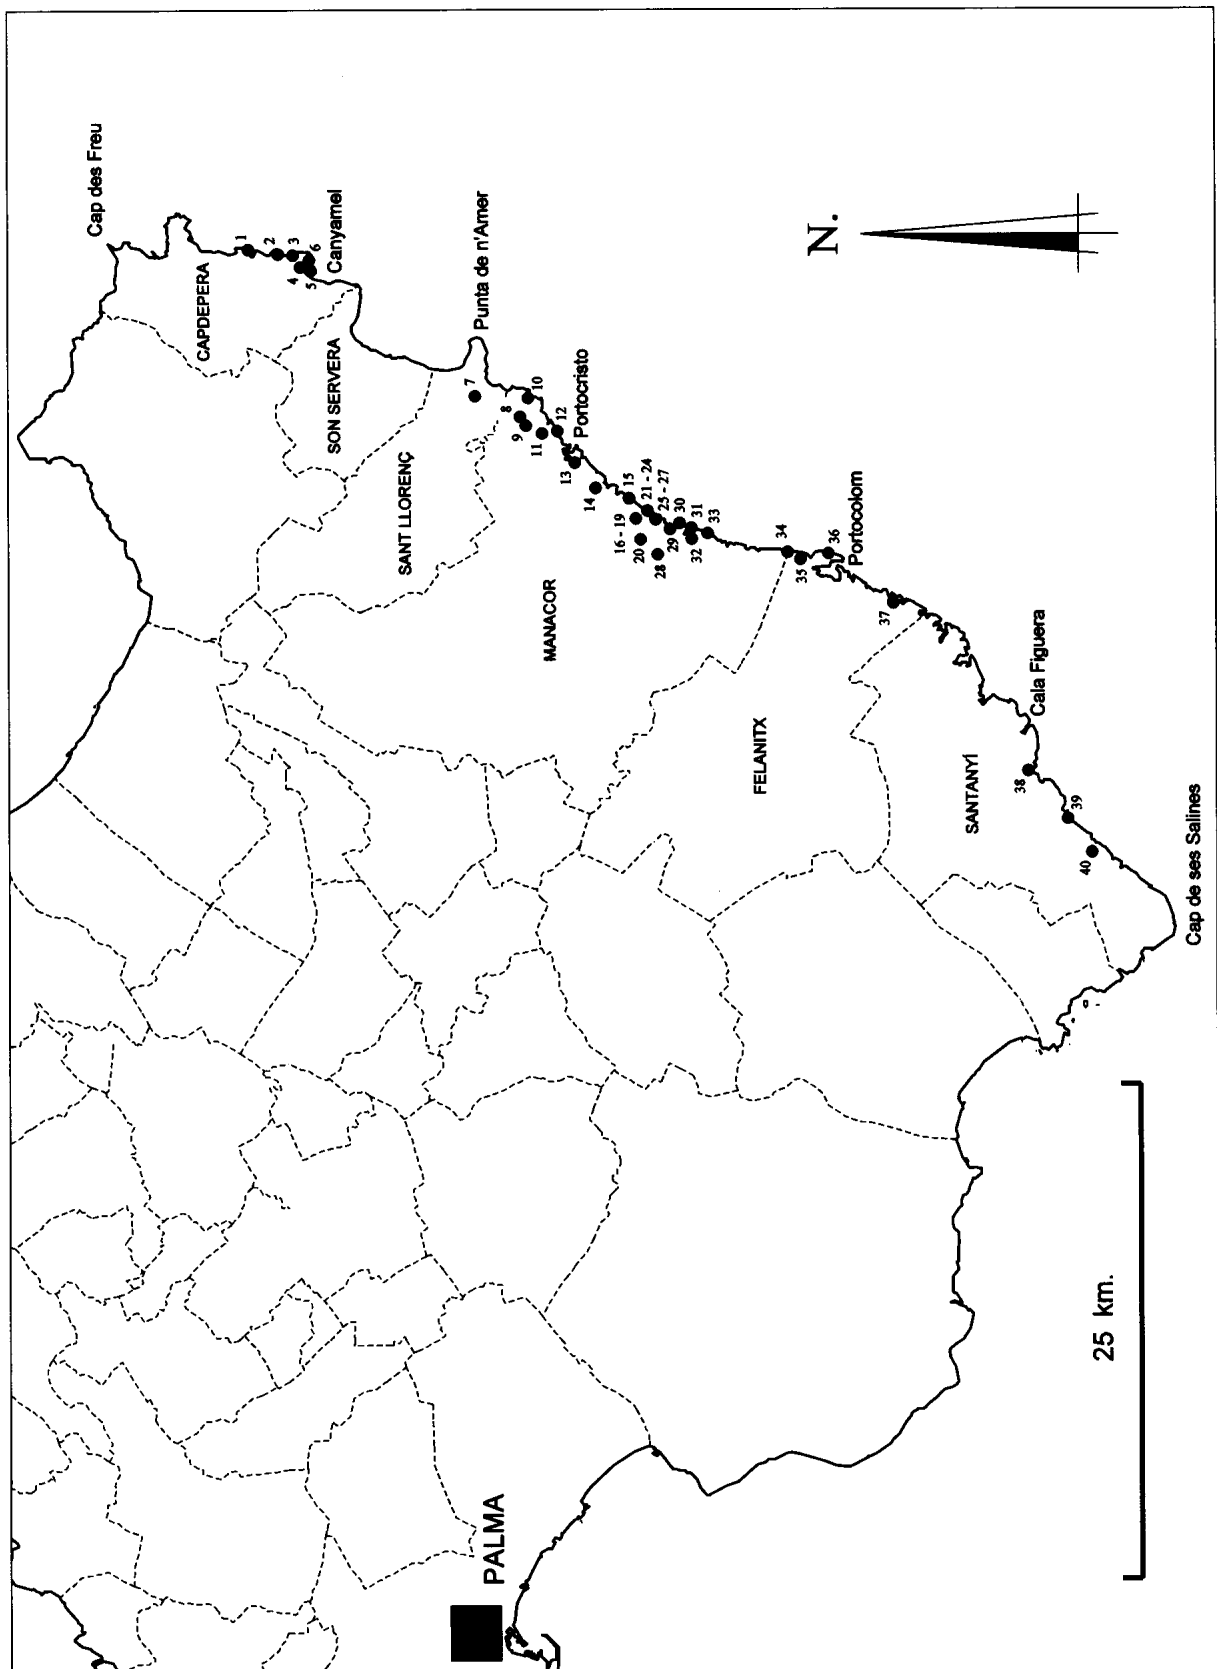 Cap des Freu
1
2
3
4
5
6
Canyamel
CAPDEPERA
SON SERVERA
Punta de n'Amer
7
8
9
10
11
12
Portocristo
13
SANT LLORENÇ
14
15
16 - 19
20
21 - 24
25 - 27
28
29
30
31
32
33
MANACOR
34
35
36
Portocolom
37
FELANITX
Cala Figuera
38
SANTANYÍ
39
40
Cap de ses Salines
N.
25 km.
PALMA